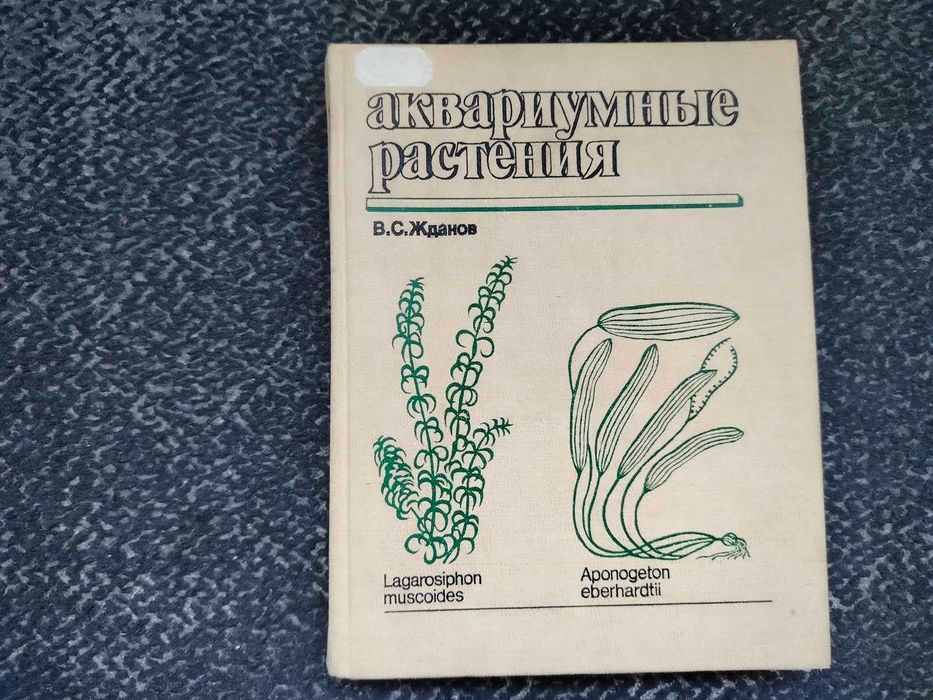 аквариумные
растения
В.С.Жданов
Lagarosiphon
muscoides
Aponogeton
eberhardtii